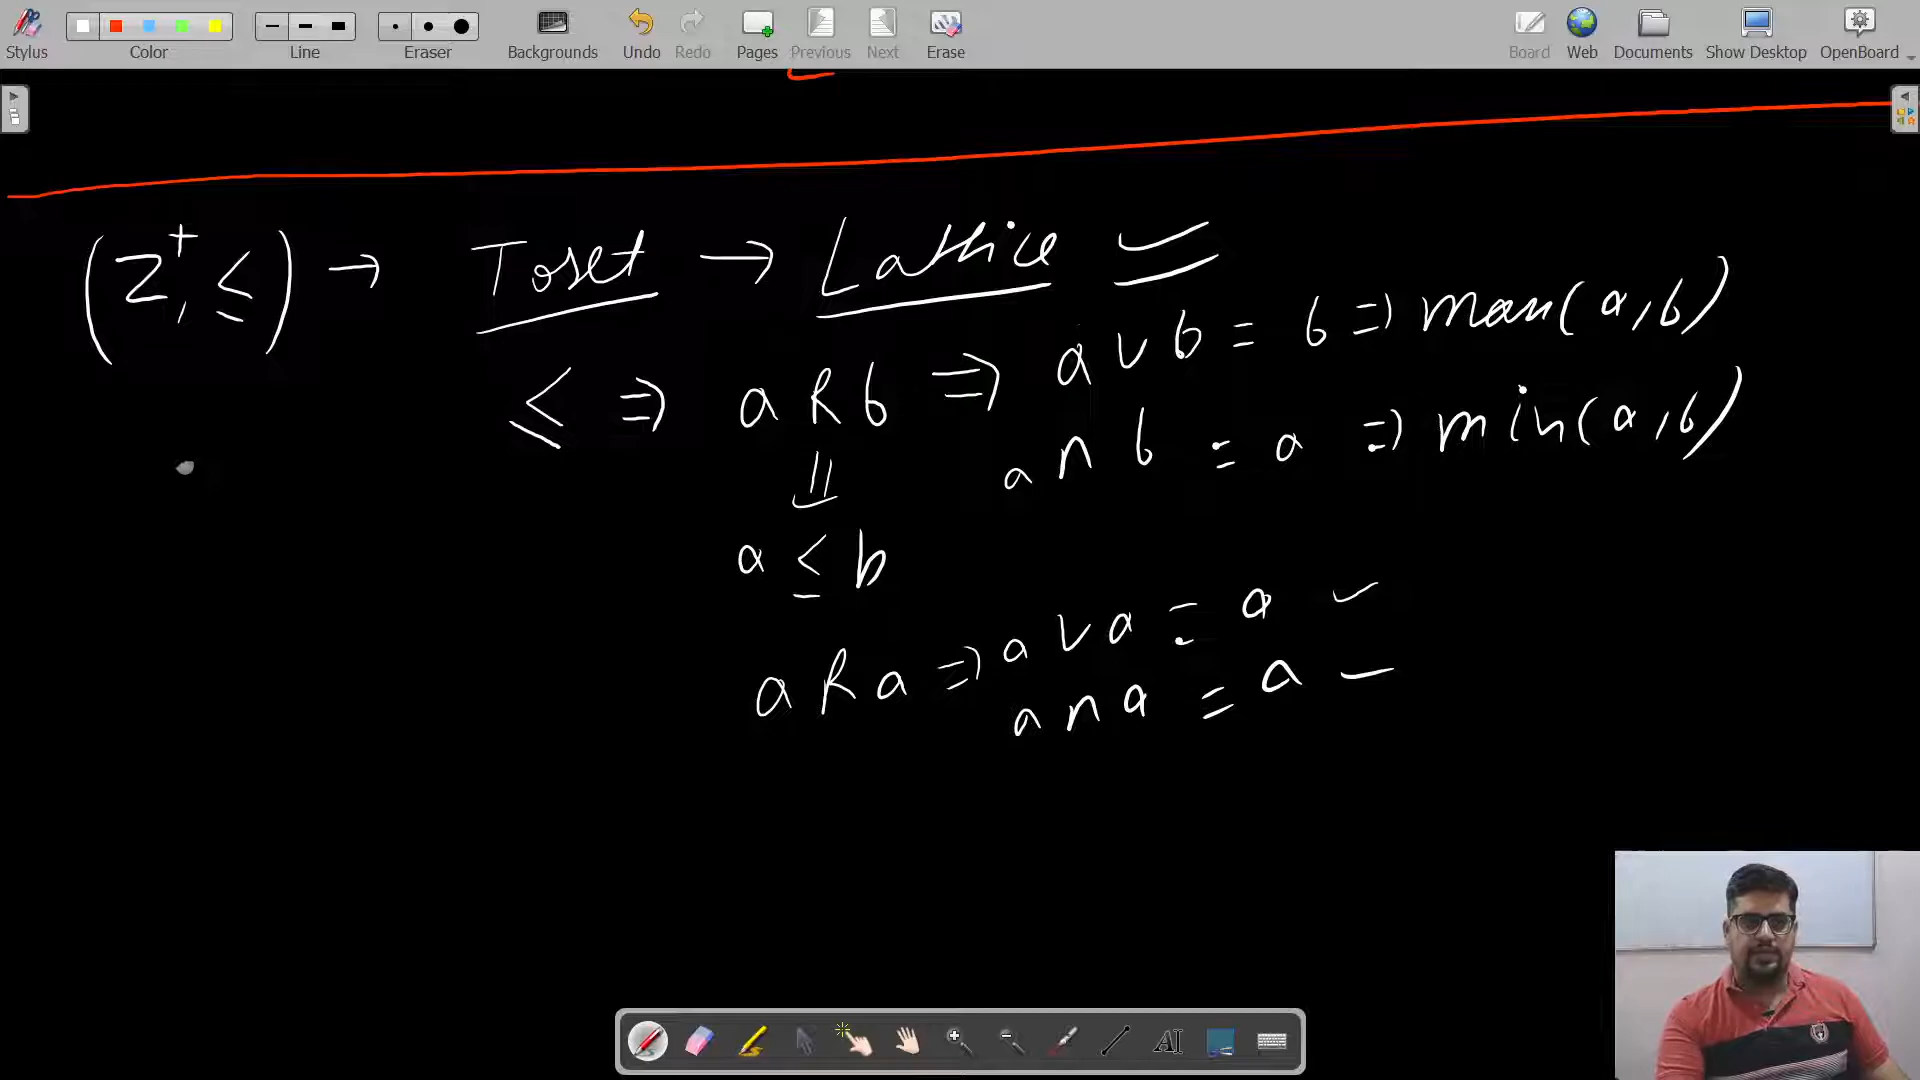 Stylus Color Line Eraser Backgrounds Undo Redo Pages Previous Next Erase Board Web Documents Show Desktop OpenBoard
(Z⁺, ≤) → Toset → Lattice ✓
≤ ⇒ a R b ⇒ a ∨ b = b ⇒ max(a,b)
a ∧ b = a ⇒ min(a,b)
⇓
a ≤ b
a R a ⇒ a ∨ a = a ✓
a ∧ a = a –